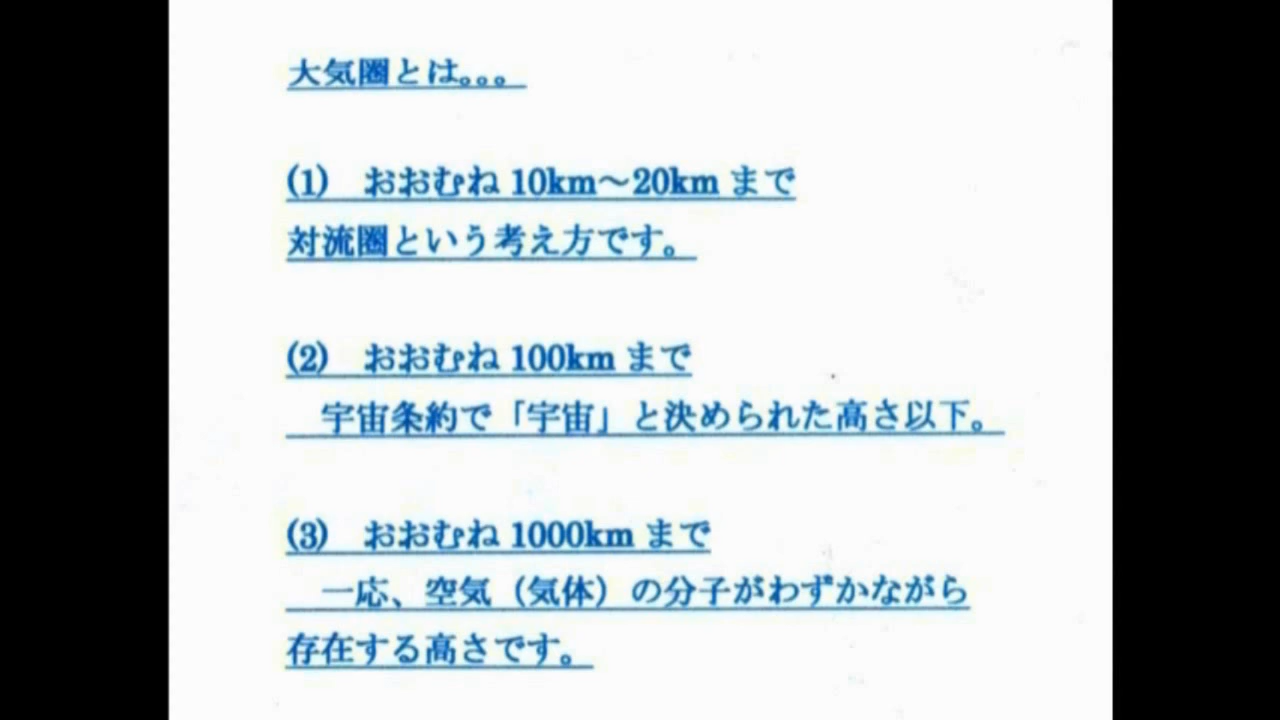 大気圏とは。。。
(1)　おおむね 10km～20km まで
対流圏という考え方です。
(2)　おおむね 100km まで
宇宙条約で「宇宙」と決められた高さ以下。
(3)　おおむね 1000km まで
一応、空気（気体）の分子がわずかながら
存在する高さです。